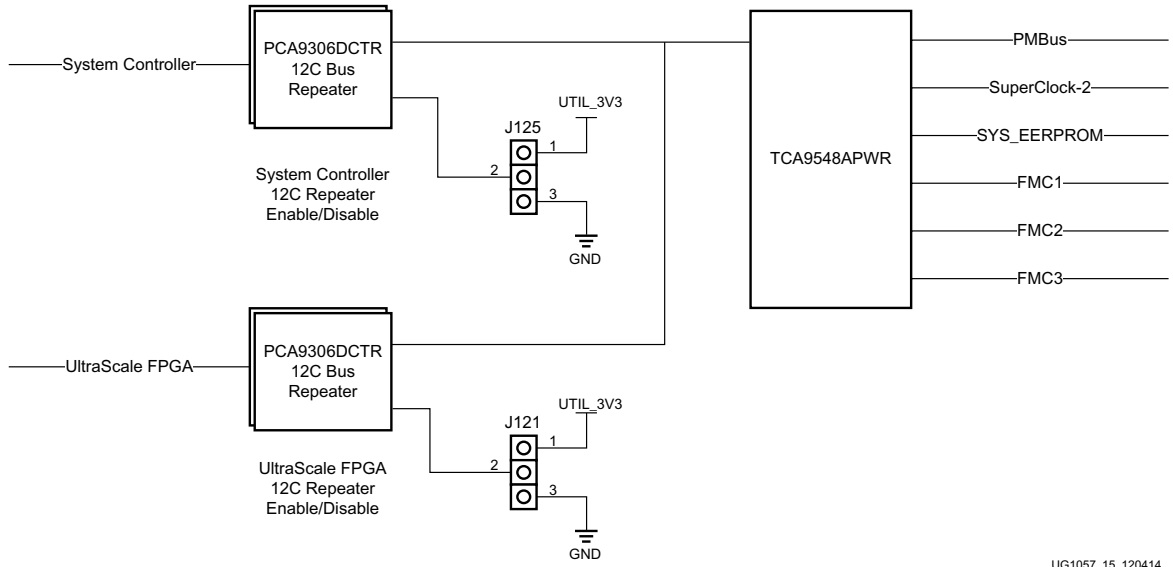 PCA9306DCTR
12C Bus
Repeater
System Controller
UTIL_3V3
J125
1
2
3
GND
System Controller
12C Repeater
Enable/Disable
TCA9548APWR
PMBus
SuperClock-2
SYS_EERPROM
FMC1
FMC2
FMC3
PCA9306DCTR
12C Bus
Repeater
UltraScale FPGA
UTIL_3V3
J121
1
2
3
GND
UltraScale FPGA
12C Repeater
Enable/Disable
UG1057_15_120414